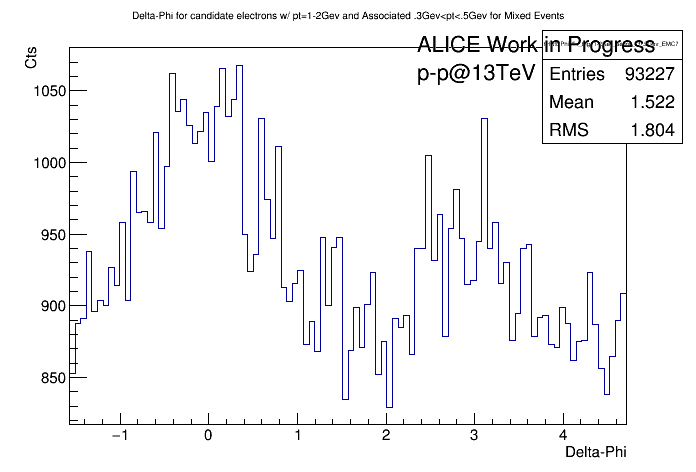 Delta-Phi for candidate electrons w/ pt=1-2Gev and Associated .3Gev<pt<.5Gev for Mixed Events
ALICE Work in Progress
p-p@13TeV
Entries 93227
Mean 1.522
RMS 1.804
Cts
1050
1000
950
900
850
−1 0 1 2 3 4
Delta-Phi